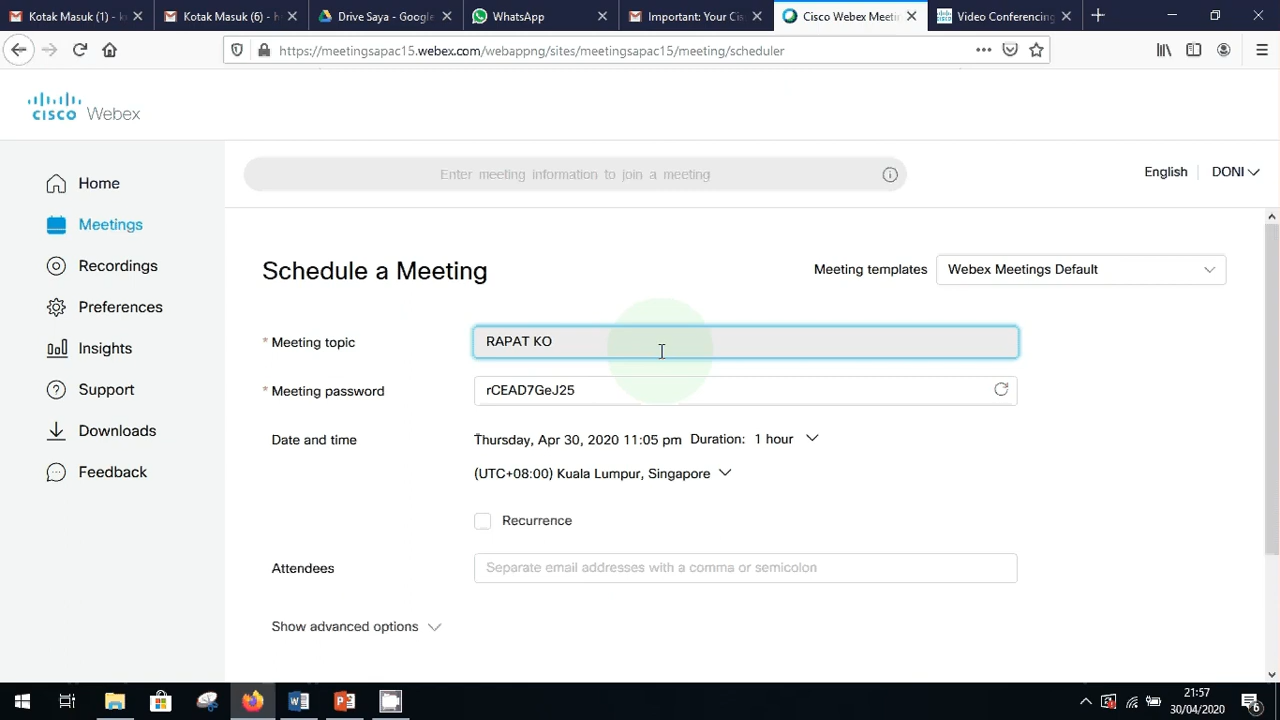 Kotak Masuk (1) - ko
Kotak Masuk (6) - h
Drive Saya - Google
WhatsApp
Important: Your Cis
Cisco Webex Meetin
Video Conferencing
https://meetingsapac15.webex.com/webappng/sites/meetingsapac15/meeting/scheduler
cisco Webex
Enter meeting information to join a meeting
English
DONI
Home
Meetings
Recordings
Preferences
Insights
Support
Downloads
Feedback
Schedule a Meeting
Meeting templates
Webex Meetings Default
* Meeting topic
RAPAT KO
* Meeting password
rCEAD7GeJ25
Date and time
Thursday, Apr 30, 2020 11:05 pm Duration: 1 hour
(UTC+08:00) Kuala Lumpur, Singapore
Recurrence
Attendees
Separate email addresses with a comma or semicolon
Show advanced options
21:57
30/04/2020
6